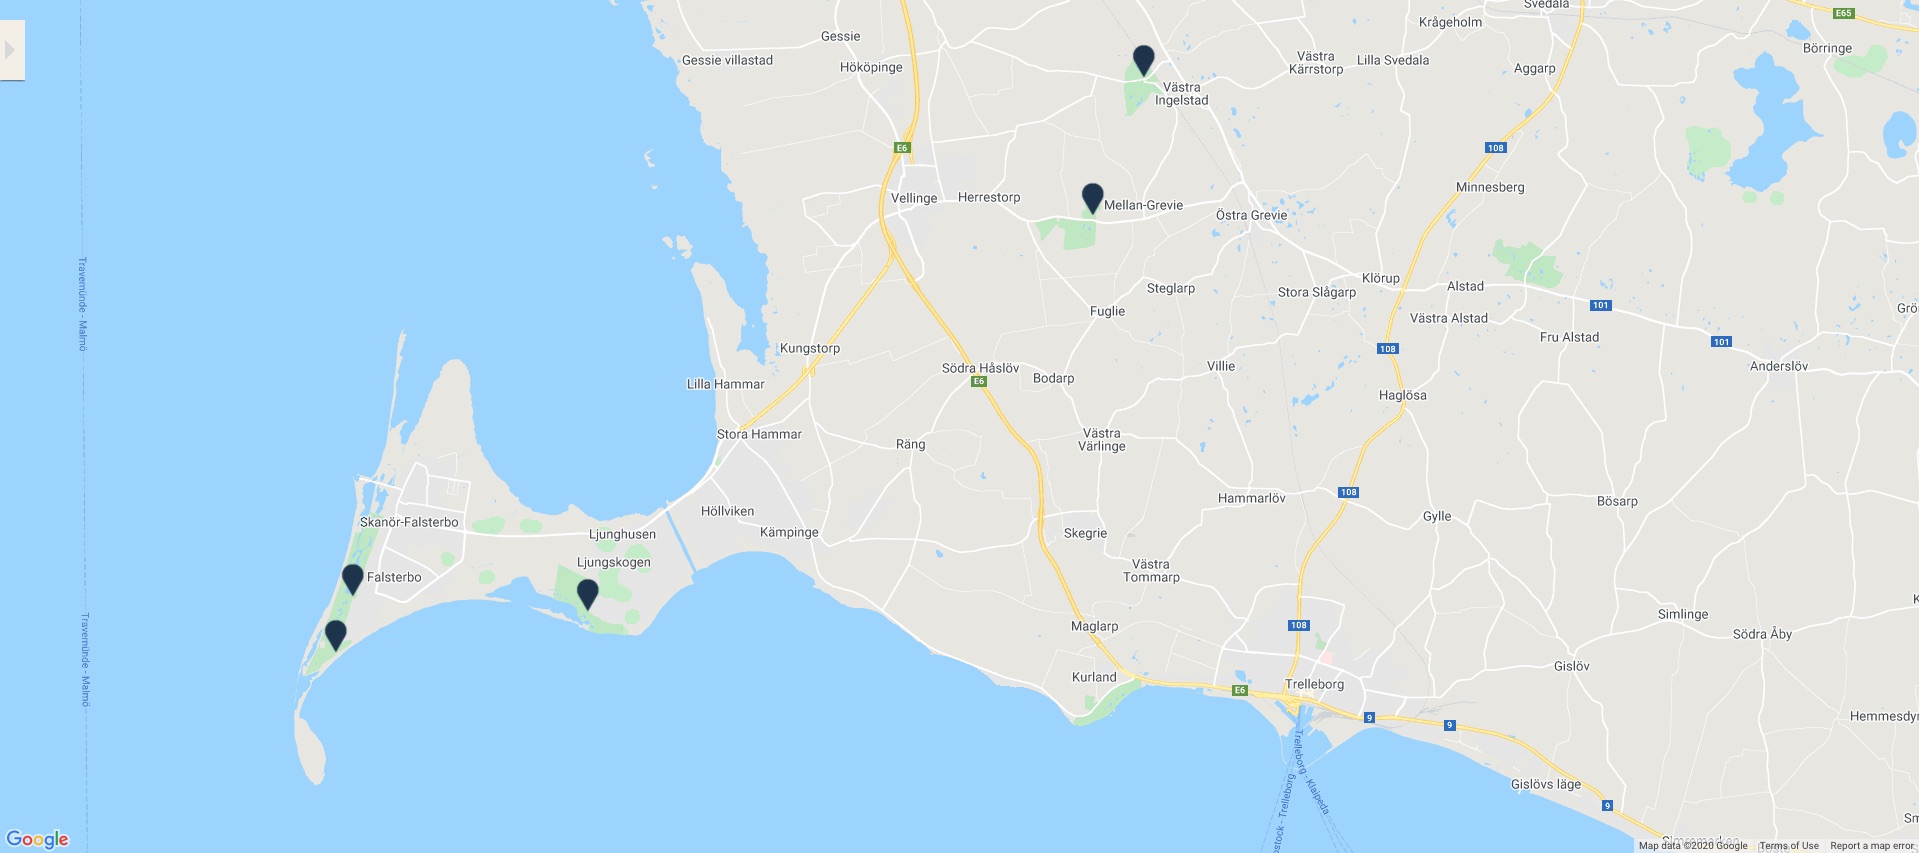 Svedala
E65
Krågeholm
Gessie
Börringe
Gessie villastad
Västra
Kärrstorp
Lilla Svedala
Hököpinge
Aggarp
Västra
Ingelstad
E6
108
Minnesberg
Vellinge
Herrestorp
Mellan-Grevie
Östra Grevie
Travemünde - Malmö
Klörup
Steglarp
Stora Slågarp
Alstad
101
Fuglie
Västra Alstad
Grö
Fru Alstad
101
Kungstorp
108
Södra Håslöv
E6
Bodarp
Villie
Anderslöv
Lilla Hammar
Haglösa
Stora Hammar
Räng
Västra
Värlinge
108
Hammarlöv
Bösarp
Höllviken
Gylle
Skanör-Falsterbo
Ljunghusen
Kämpinge
Skegrie
Ljungskogen
Västra
Tommarp
Falsterbo
Simlinge
K
Travemünde - Malmö
Maglarp
108
Södra Åby
Gislöv
Kurland
E6
Trelleborg
9
9
Hemmesdyn
Trelleborg - Klaipeda
ostock - Trelleborg
Gislövs läge
9
Sm
Google
Map data ©2020 Google
Terms of Use
Report a map error